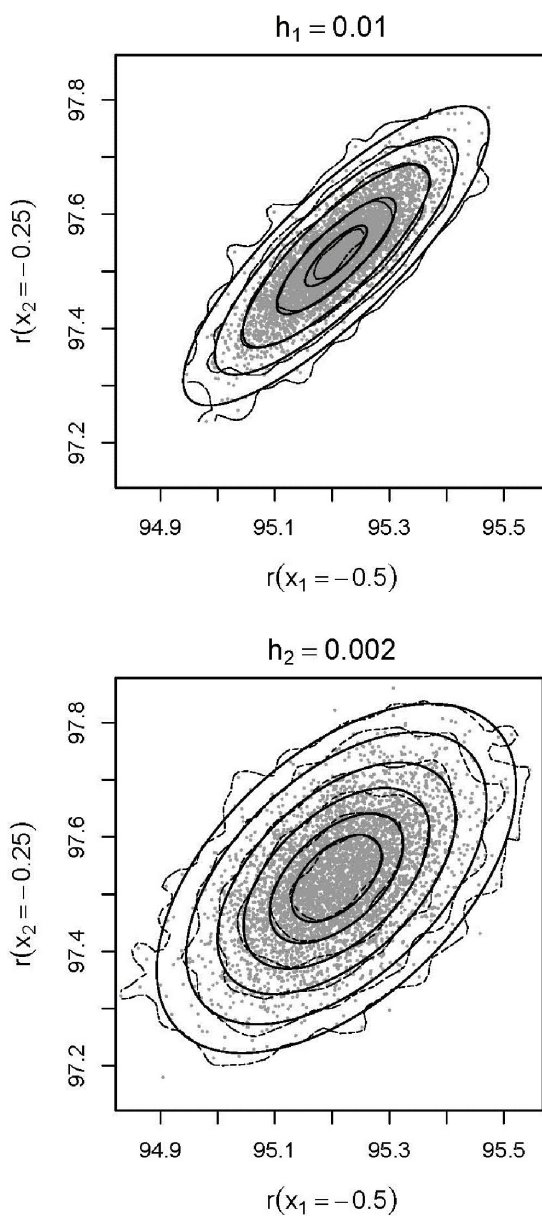 h₁ = 0.01
r(x₂ = −0.25)
97.8
97.6
97.4
97.2
94.9 95.1 95.3 95.5
r(x₁ = −0.5)
h₂ = 0.002
r(x₂ = −0.25)
97.8
97.6
97.4
97.2
94.9 95.1 95.3 95.5
r(x₁ = −0.5)